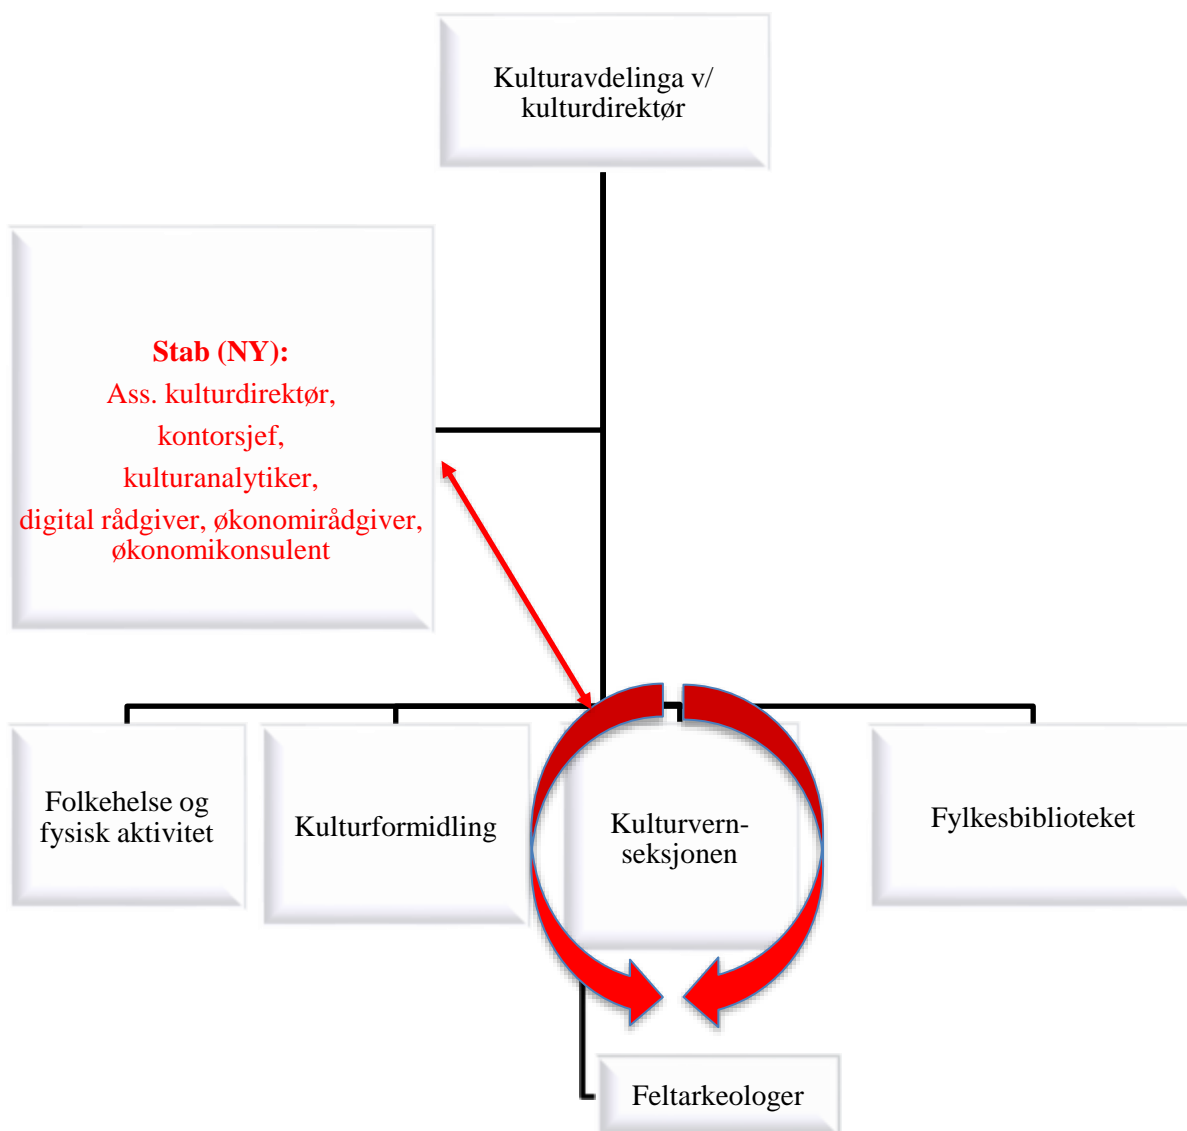 Kulturavdelinga v/
kulturdirektør
Stab (NY):
Ass. kulturdirektør,
kontorsjef,
kulturanalytiker,
digital rådgiver, økonomirådgiver,
økonomikonsulent
Folkehelse og
fysisk aktivitet
Kulturformidling
Kulturvern-
seksjonen
Fylkesbiblioteket
Feltarkeologer